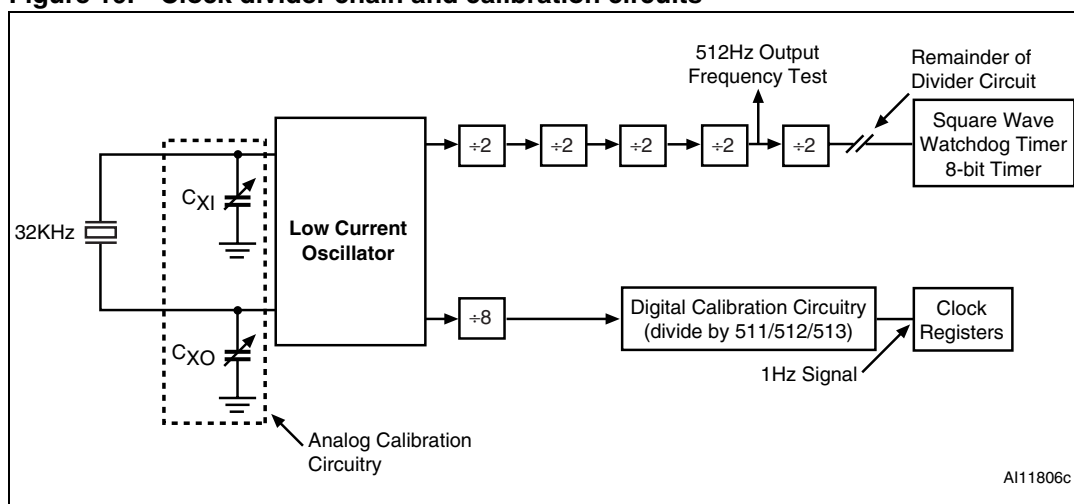 Figure 15. Clock divider chain and calibration circuits
512Hz Output
Frequency Test
Remainder of
Divider Circuit
÷2
÷2
÷2
÷2
÷2
Square Wave
Watchdog Timer
8-bit Timer
CXI
32KHz
Low Current
Oscillator
÷8
Digital Calibration Circuitry
(divide by 511/512/513)
Clock
Registers
CXO
1Hz Signal
Analog Calibration
Circuitry
AI11806c